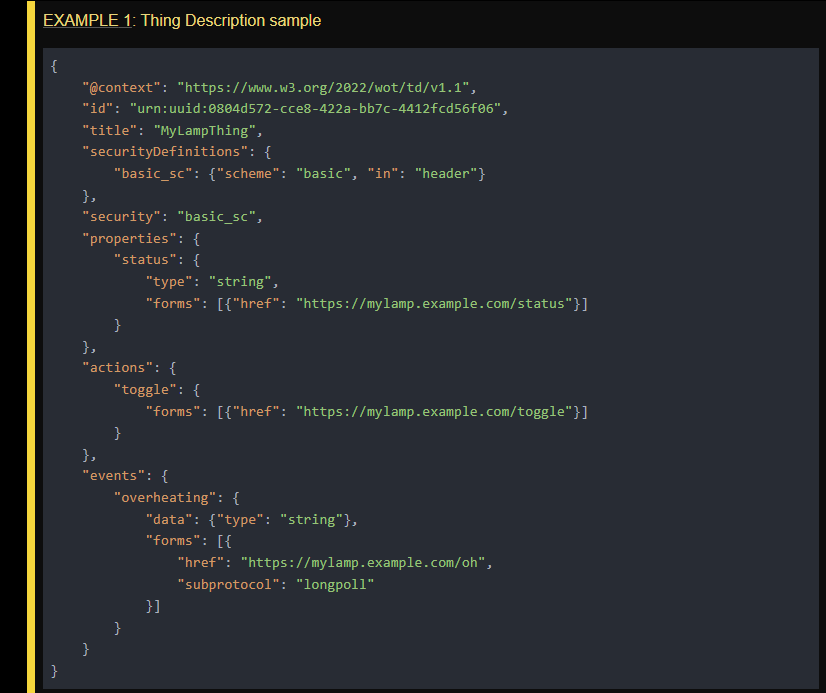 EXAMPLE 1: Thing Description sample
{
    "@context": "https://www.w3.org/2022/wot/td/v1.1",
    "id": "urn:uuid:0804d572-cce8-422a-bb7c-4412fcd56f06",
    "title": "MyLampThing",
    "securityDefinitions": {
        "basic_sc": {"scheme": "basic", "in": "header"}
    },
    "security": "basic_sc",
    "properties": {
        "status": {
            "type": "string",
            "forms": [{"href": "https://mylamp.example.com/status"}]
        }
    },
    "actions": {
        "toggle": {
            "forms": [{"href": "https://mylamp.example.com/toggle"}]
        }
    },
    "events": {
        "overheating": {
            "data": {"type": "string"},
            "forms": [{
                "href": "https://mylamp.example.com/oh",
                "subprotocol": "longpoll"
            }]
        }
    }
}